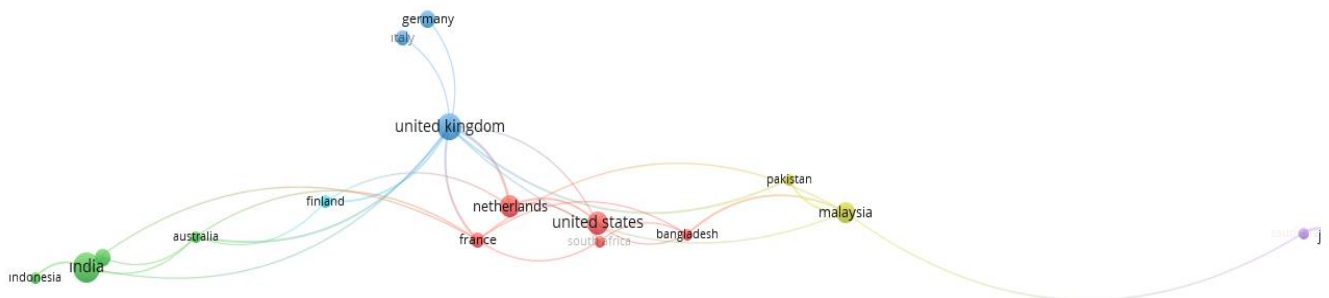 germany
italy
united kingdom
pakistan
finland
netherlands
malaysia
united states
bangladesh
australia
france
south africa
india
indonesia
j